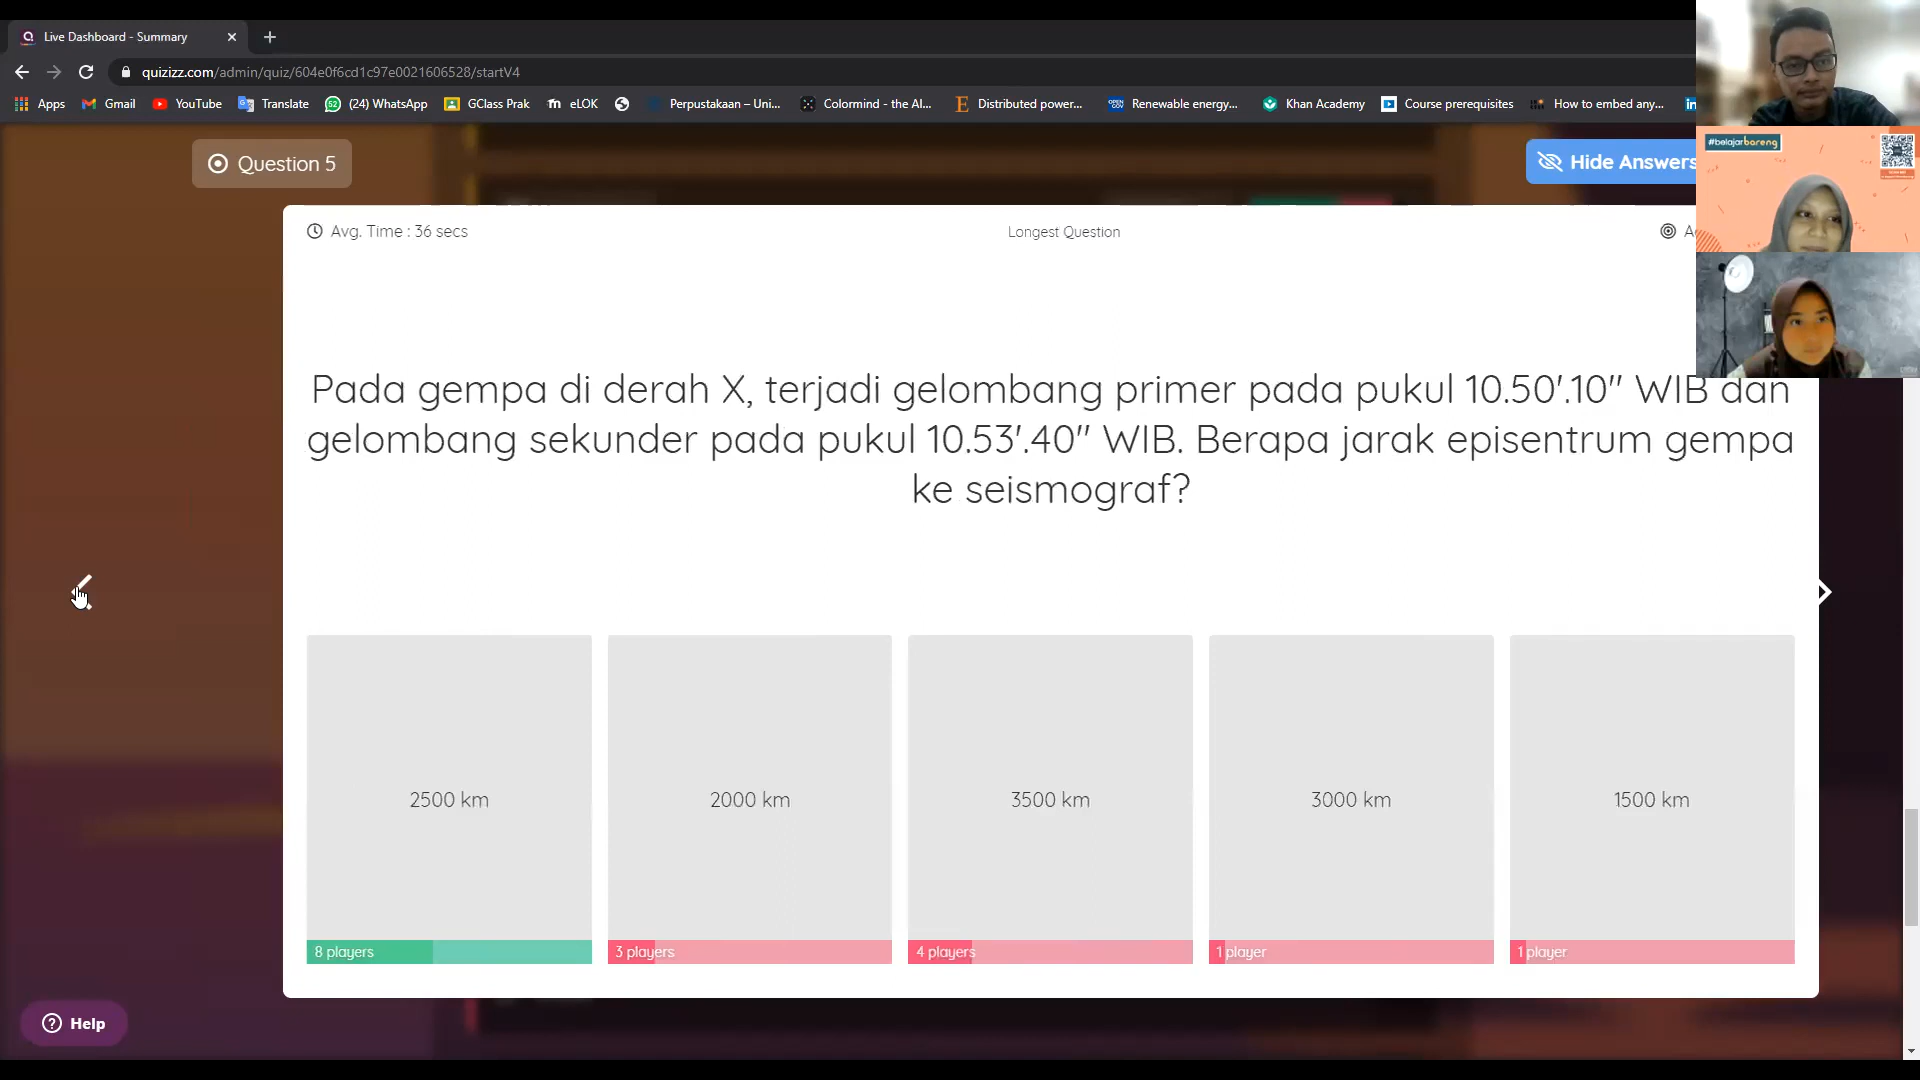 Live Dashboard - Summary
quizizz.com/admin/quiz/604e0f6cd1c97e0021606528/startV4
Apps Gmail YouTube Translate (24) WhatsApp GClass Prak eLOK Perpustakaan – Uni... Colormind - the AI... Distributed power... Renewable energy... Khan Academy Course prerequisites How to embed any...
#belajarbareng
Question 5
Hide Answers
Avg. Time : 36 secs
Longest Question
Pada gempa di derah X, terjadi gelombang primer pada pukul 10.50'.10" WIB dan
gelombang sekunder pada pukul 10.53'.40" WIB. Berapa jarak episentrum gempa
ke seismograf?
2500 km
2000 km
3500 km
3000 km
1500 km
8 players
3 players
4 players
1 player
1 player
Help